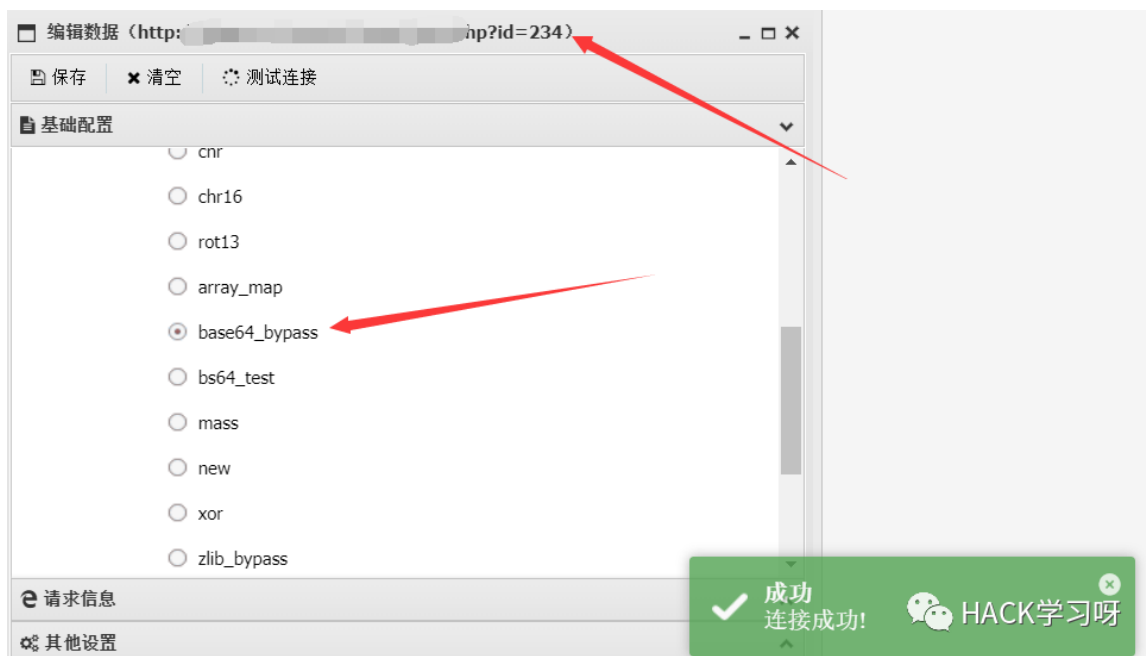 编辑数据 (http:hp?id=234)
保存 清空 测试连接
基础配置
chr16
rot13
array_map
base64_bypass
bs64_test
mass
new
xor
zlib_bypass
请求信息
其他设置
成功
连接成功!
HACK学习呀